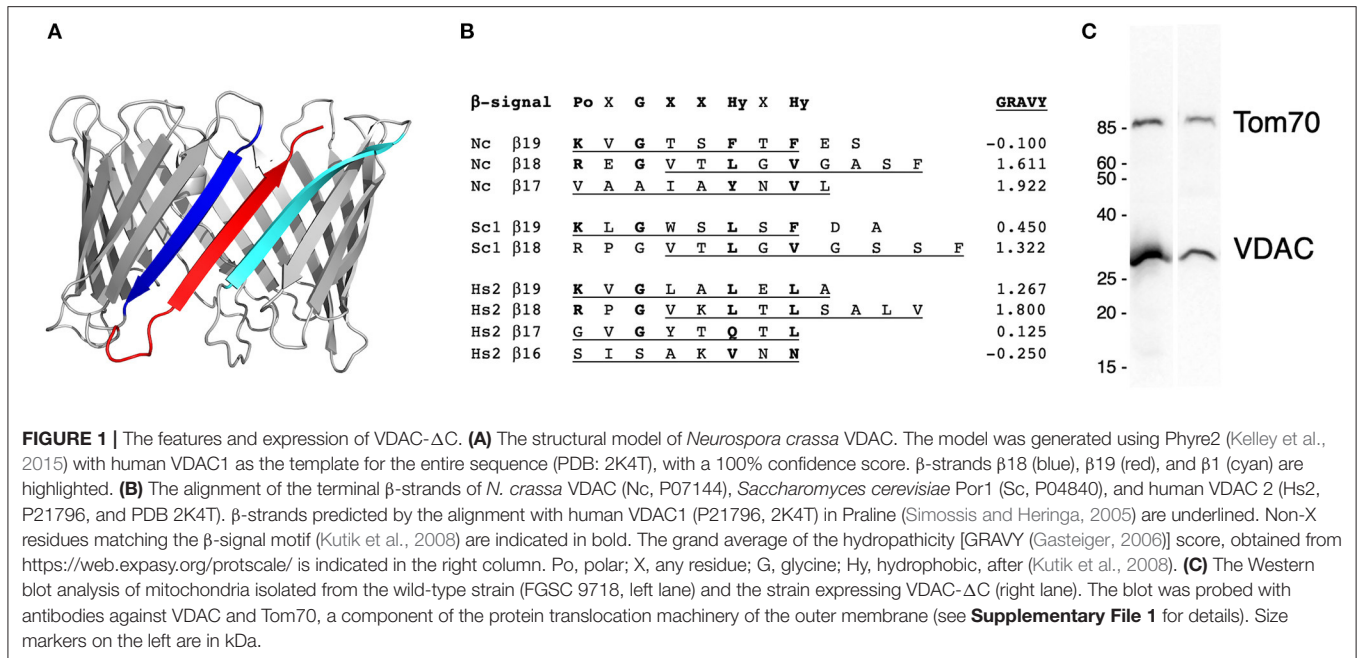 A
B
C
β-signal Po X G X X Hy X Hy GRAVY
Nc β19 K V G T S F T F E S -0.100
Nc β18 R E G V T L G V G A S F 1.611
Nc β17 V A A I A Y N V L 1.922
Sc1 β19 K L G W S L S F D A 0.450
Sc1 β18 R P G V T L G V G S S F 1.322
Hs2 β19 K V G L A L E L A 1.267
Hs2 β18 R P G V K L T L S A L V 1.800
Hs2 β17 G V G Y T Q T L 0.125
Hs2 β16 S I S A K V N N -0.250
85 - Tom70
60 -
50 -
40 -
VDAC
25 -
20 -
15 -
FIGURE 1 | The features and expression of VDAC-ΔC. (A) The structural model of Neurospora crassa VDAC. The model was generated using Phyre2 (Kelley et al.,
2015) with human VDAC1 as the template for the entire sequence (PDB: 2K4T), with a 100% confidence score. β-strands β18 (blue), β19 (red), and β1 (cyan) are
highlighted. (B) The alignment of the terminal β-strands of N. crassa VDAC (Nc, P07144), Saccharomyces cerevisiae Por1 (Sc, P04840), and human VDAC 2 (Hs2,
P21796, and PDB 2K4T). β-strands predicted by the alignment with human VDAC1 (P21796, 2K4T) in Praline (Simossis and Heringa, 2005) are underlined. Non-X
residues matching the β-signal motif (Kutik et al., 2008) are indicated in bold. The grand average of the hydropathicity [GRAVY (Gasteiger, 2006)] score, obtained from
https://web.expasy.org/protscale/ is indicated in the right column. Po, polar; X, any residue; G, glycine; Hy, hydrophobic, after (Kutik et al., 2008). (C) The Western
blot analysis of mitochondria isolated from the wild-type strain (FGSC 9718, left lane) and the strain expressing VDAC-ΔC (right lane). The blot was probed with
antibodies against VDAC and Tom70, a component of the protein translocation machinery of the outer membrane (see Supplementary File 1 for details). Size
markers on the left are in kDa.